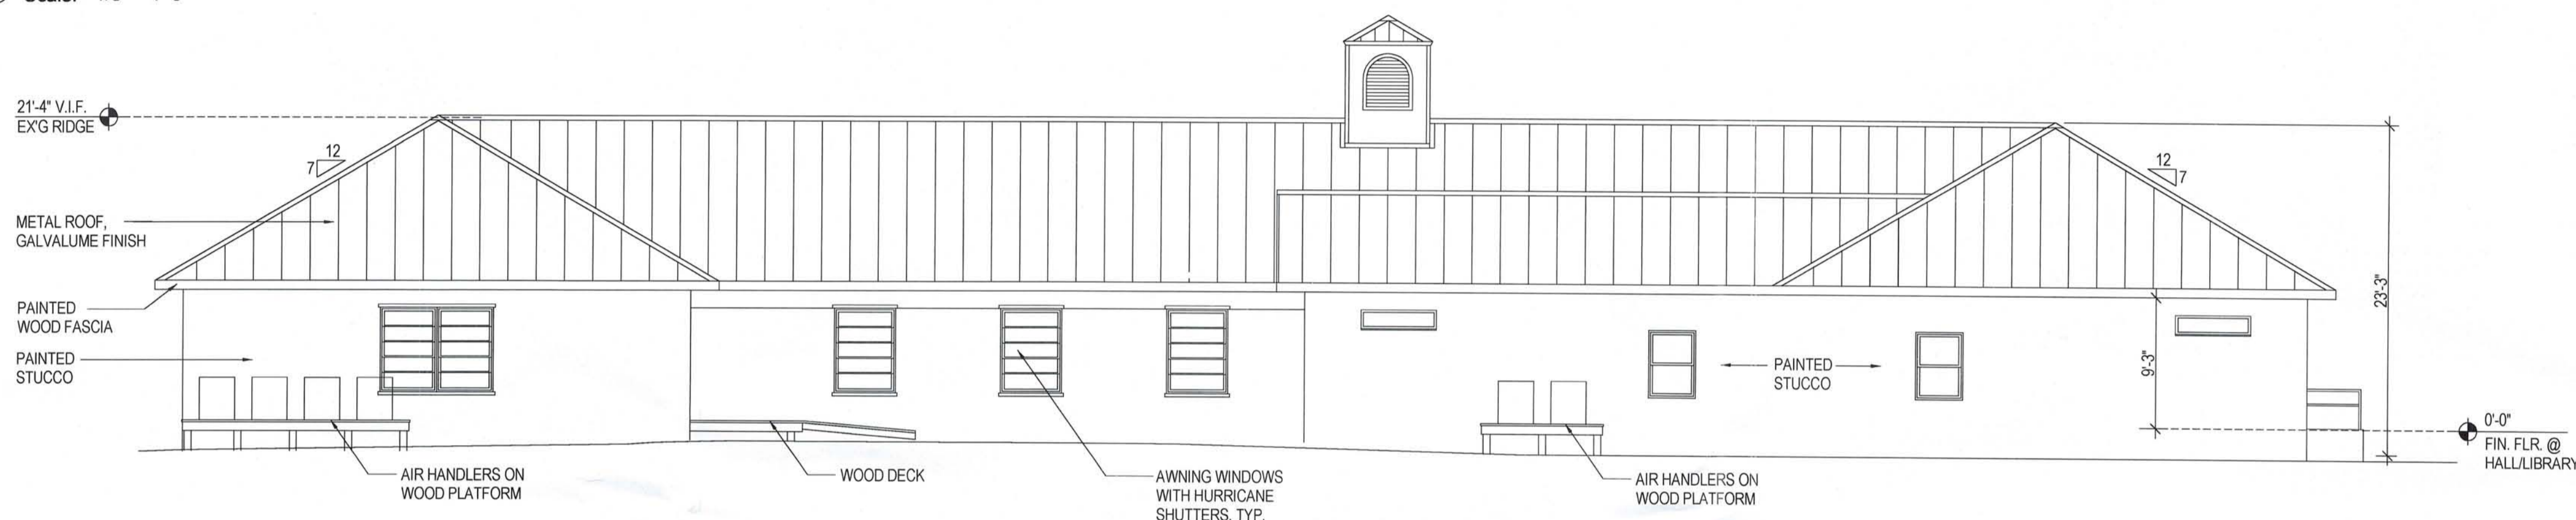 Scale:
21'-4" V.I.F.
EX'G RIDGE
12
7
METAL ROOF,
GALVALUME FINISH
PAINTED
WOOD FASCIA
PAINTED
STUCCO
AIR HANDLERS ON
WOOD PLATFORM
WOOD DECK
AWNING WINDOWS
WITH HURRICANE
SHUTTERS, TYP.
PAINTED
STUCCO
AIR HANDLERS ON
WOOD PLATFORM
12
7
9'-3"
23'-3"
0'-0"
FIN. FLR. @
HALL/LIBRARY